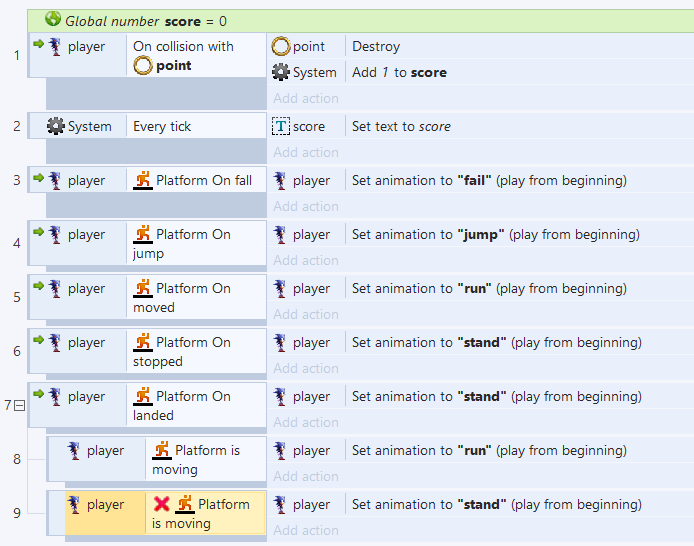 Global number score = 0
1
player
On collision with
point
point
Destroy
System
Add 1 to score
Add action
2
System
Every tick
T
score
Set text to score
Add action
3
player
Platform On fall
player
Set animation to "fail" (play from beginning)
Add action
4
player
Platform On
jump
player
Set animation to "jump" (play from beginning)
Add action
5
player
Platform On
moved
player
Set animation to "run" (play from beginning)
Add action
6
player
Platform On
stopped
player
Set animation to "stand" (play from beginning)
Add action
7
player
Platform On
landed
player
Set animation to "stand" (play from beginning)
Add action
8
player
Platform is
moving
player
Set animation to "run" (play from beginning)
Add action
9
player
Platform
is moving
player
Set animation to "stand" (play from beginning)
Add action